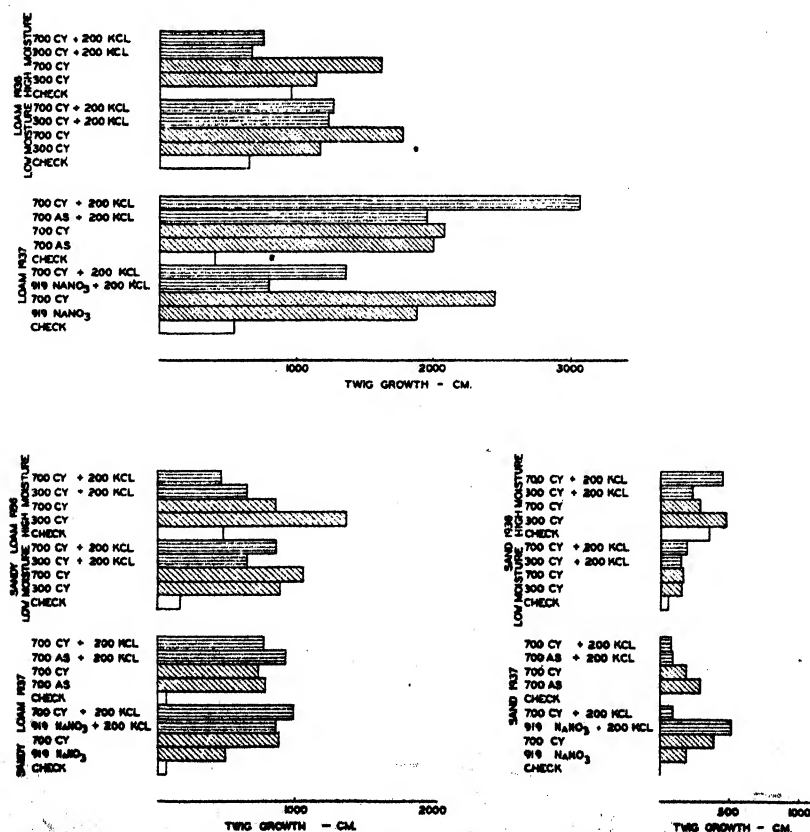 LOAM 1936
HIGH MOISTURE
700 CY + 200 KCL
300 CY + 200 KCL
700 CY
300 CY
CHECK
LOW MOISTURE
700 CY + 200 KCL
300 CY + 200 KCL
700 CY
300 CY
CHECK
LOAM 1937
700 CY + 200 KCL
700 AS + 200 KCL
700 CY
700 AS
CHECK
700 CY + 200 KCL
919 NANO3 + 200 KCL
700 CY
919 NANO3
CHECK
1000 2000 3000
TWIG GROWTH - CM.
SANDY LOAM 1936
HIGH MOISTURE
700 CY + 200 KCL
300 CY + 200 KCL
700 CY
300 CY
CHECK
LOW MOISTURE
700 CY + 200 KCL
300 CY + 200 KCL
700 CY
300 CY
CHECK
SANDY LOAM 1937
700 CY + 200 KCL
700 AS + 200 KCL
700 CY
700 AS
CHECK
700 CY + 200 KCL
919 NANO3 + 200 KCL
700 CY
919 NANO3
CHECK
1000 2000
TWIG GROWTH - CM.
SAND 1936
HIGH MOISTURE
700 CY + 200 KCL
300 CY + 200 KCL
700 CY
300 CY
CHECK
LOW MOISTURE
700 CY + 200 KCL
300 CY + 200 KCL
700 CY
300 CY
CHECK
SAND 1937
700 CY + 200 KCL
700 AS + 200 KCL
700 CY
700 AS
CHECK
700 CY + 200 KCL
919 NANO3 + 200 KCL
700 CY
919 NANO3
CHECK
500 1000
TWIG GROWTH - CM.